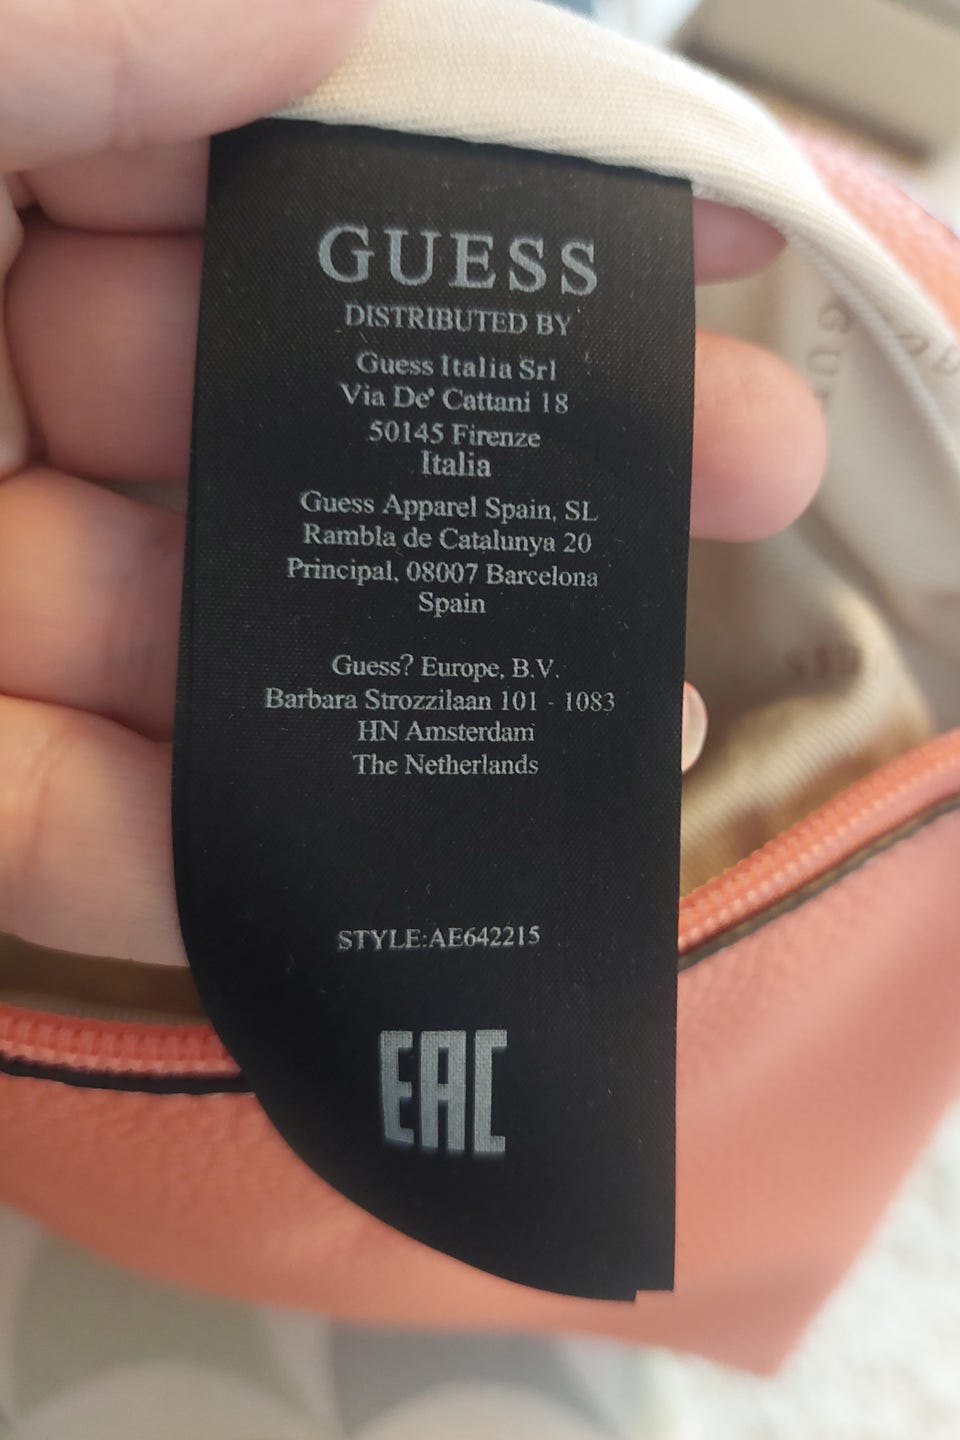 GUESS
DISTRIBUTED BY
Guess Italia Srl
Via De' Cattani 18
50145 Firenze
Italia
Guess Apparel Spain, SL
Rambla de Catalunya 20
Principal, 08007 Barcelona
Spain
Guess? Europe, B.V.
Barbara Strozzilaan 101 - 1083
HN Amsterdam
The Netherlands
STYLE:AE642215
EAC